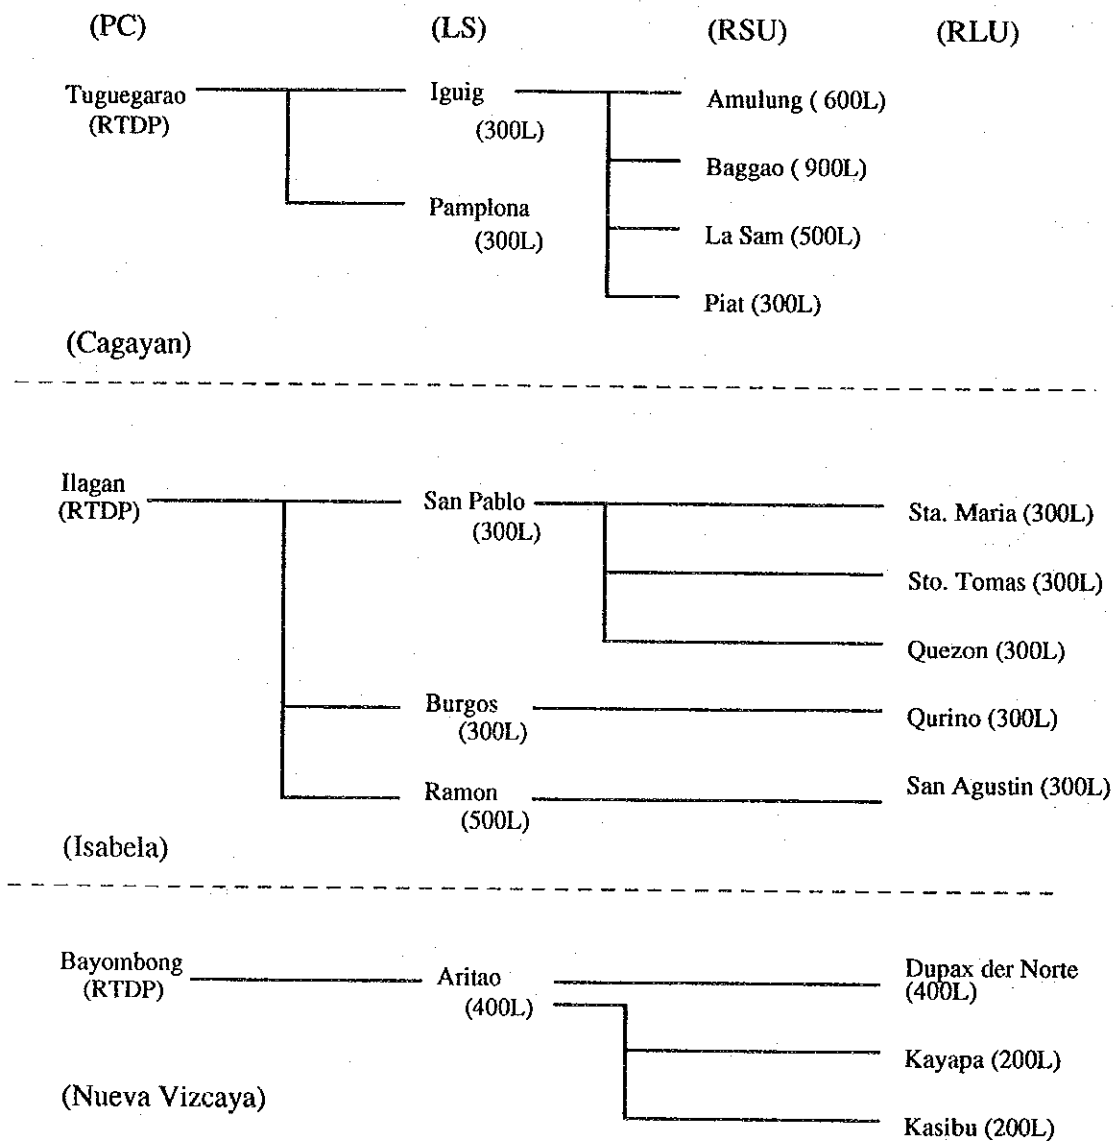 (PC) (LS) (RSU) (RLU)
Tuguegarao Iguig Amulung ( 600L)
(RTDP) (300L)
Baggao ( 900L)
Pamplona
(300L) La Sam (500L)
Piat (300L)
(Cagayan)
Ilagan San Pablo Sta. Maria (300L)
(RTDP) (300L)
Sto. Tomas (300L)
Quezon (300L)
Burgos Qurino (300L)
(300L)
Ramon San Agustin (300L)
(500L)
(Isabela)
Bayombong Aritao Dupax der Norte
(RTDP) (400L) (400L)
Kayapa (200L)
(Nueva Vizcaya)
Kasibu (200L)